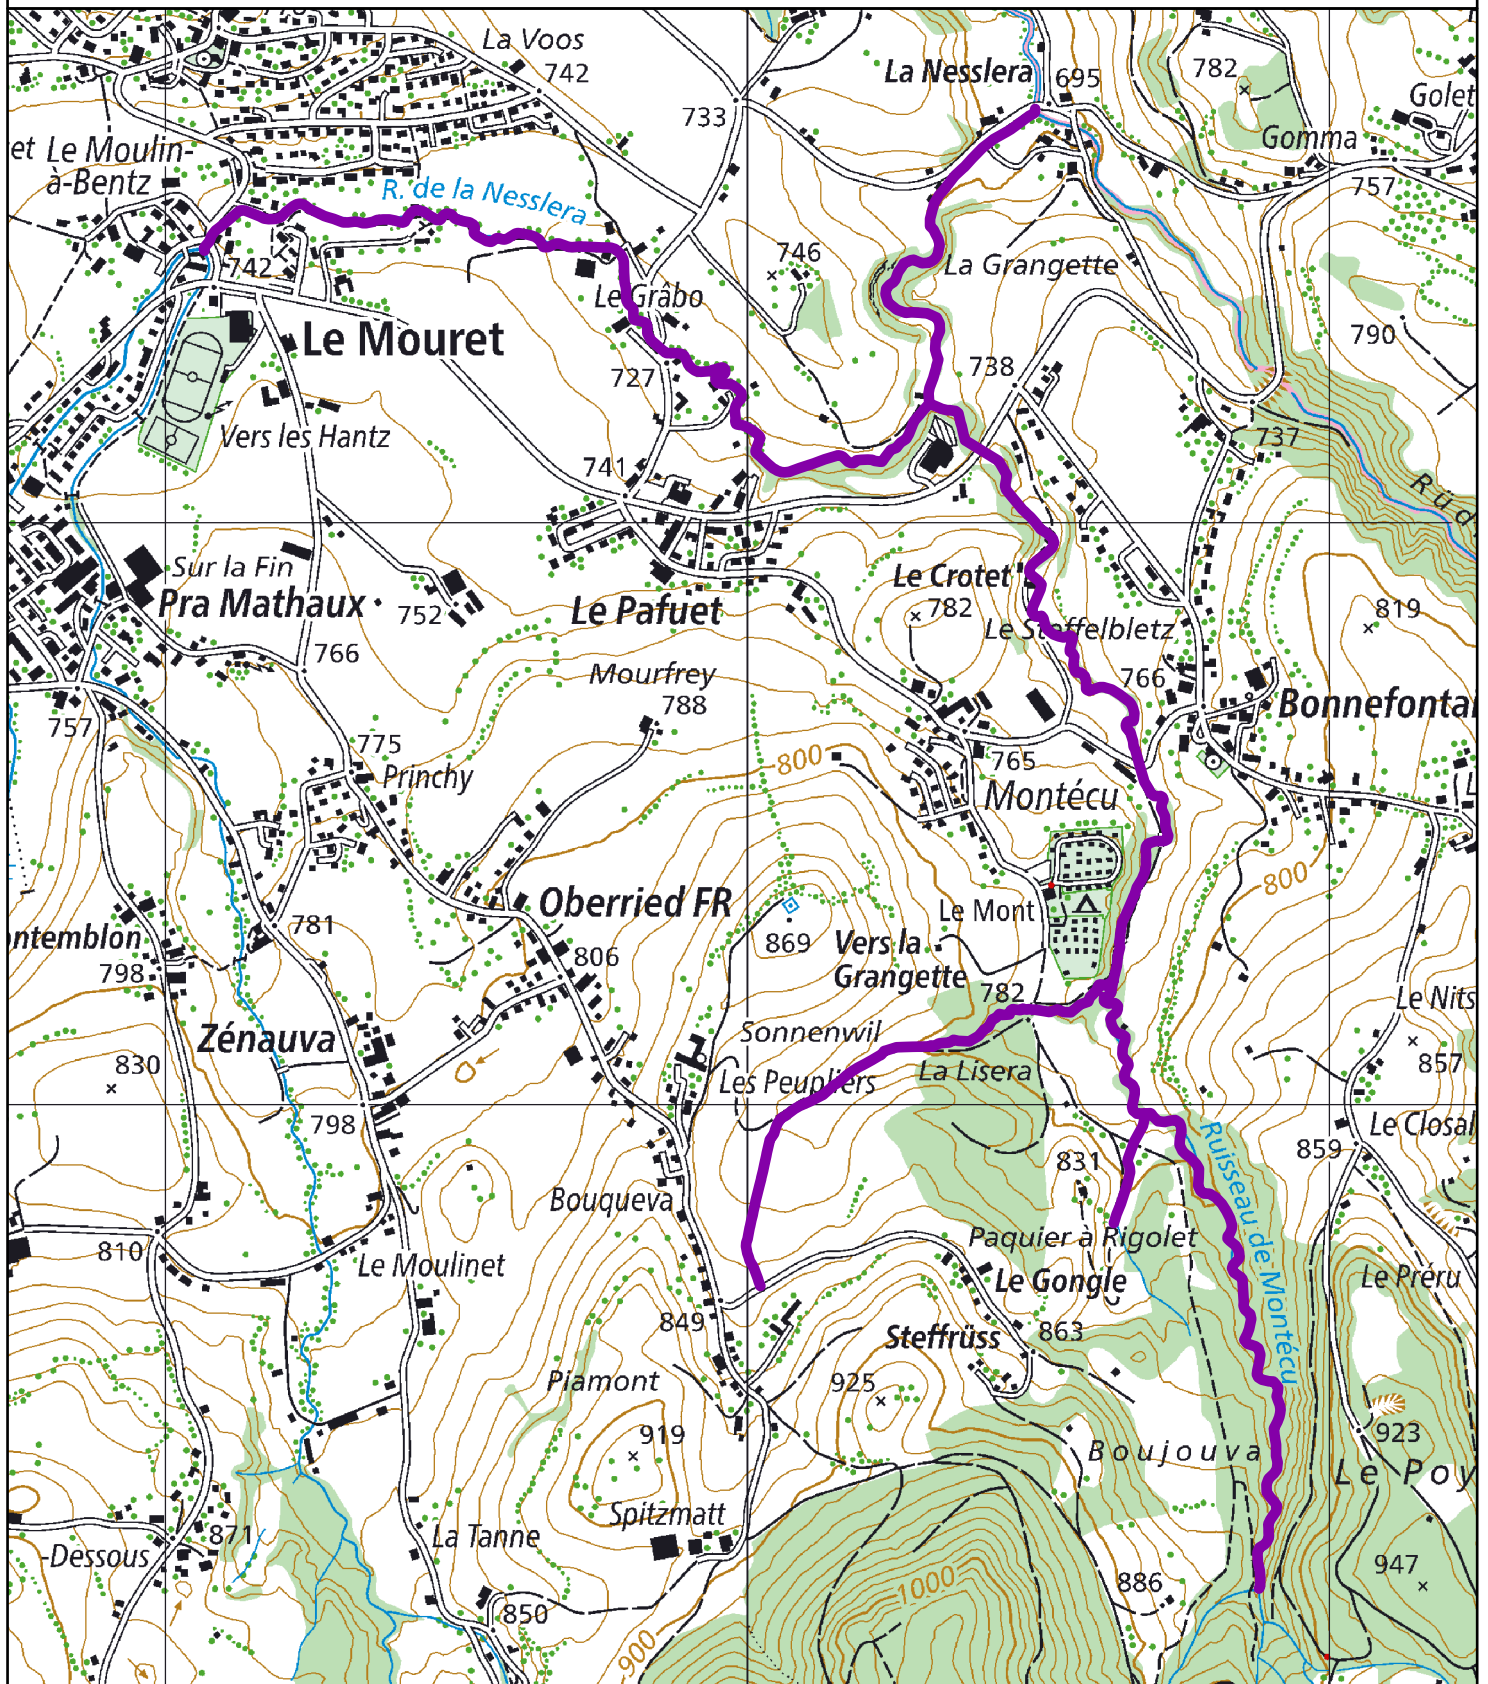 La Voos
742
733
La Nesslera
695
782
Golet
Gomma
757
et Le Moulin-
à-Bentz
R. de la Nesslera
742
746
La Grangette
Le Grâbo
Le Mouret
790
727
738
Vers les Hantz
741
737
Rüd
Sur la Fin
Pra Mathaux
752
Le Pafuet
Le Crotet
782
Le Stoffelbletz
819
766
Mourfrey
788
766
Bonnefontai
757
775
Princhy
800
765
Montécu
800
Oberried FR
Le Mont
781
ontemblon
798
806
869
Vers la
Grangette
782
Le Nits
Zénauva
Sonnenwil
830
Les Peupliers
La Lisera
857
798
Le Closal
859
831
Ruisseau de Montécu
Bouqueva
Paquier à Rigolet
810
Le Moulinet
Le Gongle
Le Préru
849
Steffrüss
863
Piamont
925
919
923
Boujouva
Le Poy
Spitzmatt
871
La Tanne
-Dessous
947
1000
886
850
900